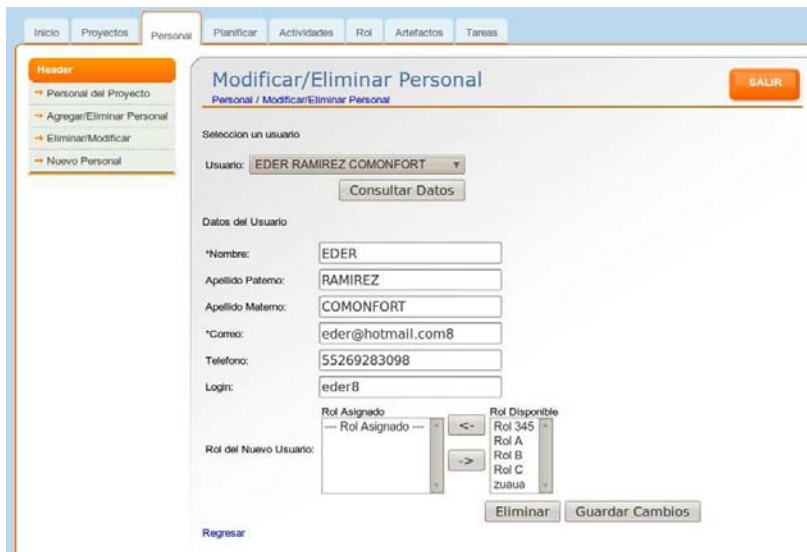 Inicio Proyectos Personal Planificar Actividades Rol Artefactos Tareas
Header
Personal del Proyecto
Agregar/Eliminar Personal
Eliminar/Modificar
Nuevo Personal
Modificar/Eliminar Personal
SALIR
Personal / Modificar/Eliminar Personal
Seleccion un usuario
Usuario: EDER RAMIREZ COMONFORT
Consultar Datos
Datos del Usuario
*Nombre: EDER
Apellido Paterno: RAMIREZ
Apellido Materno: COMONFORT
*Correo: eder@hotmail.com8
Telefono: 55269283098
Login: eder8
Rol Asignado Rol Disponible
--- Rol Asignado --- <- Rol 345
Rol A
Rol del Nuevo Usuario: -> Rol B
Rol C
zuaua
Eliminar Guardar Cambios
Regresar